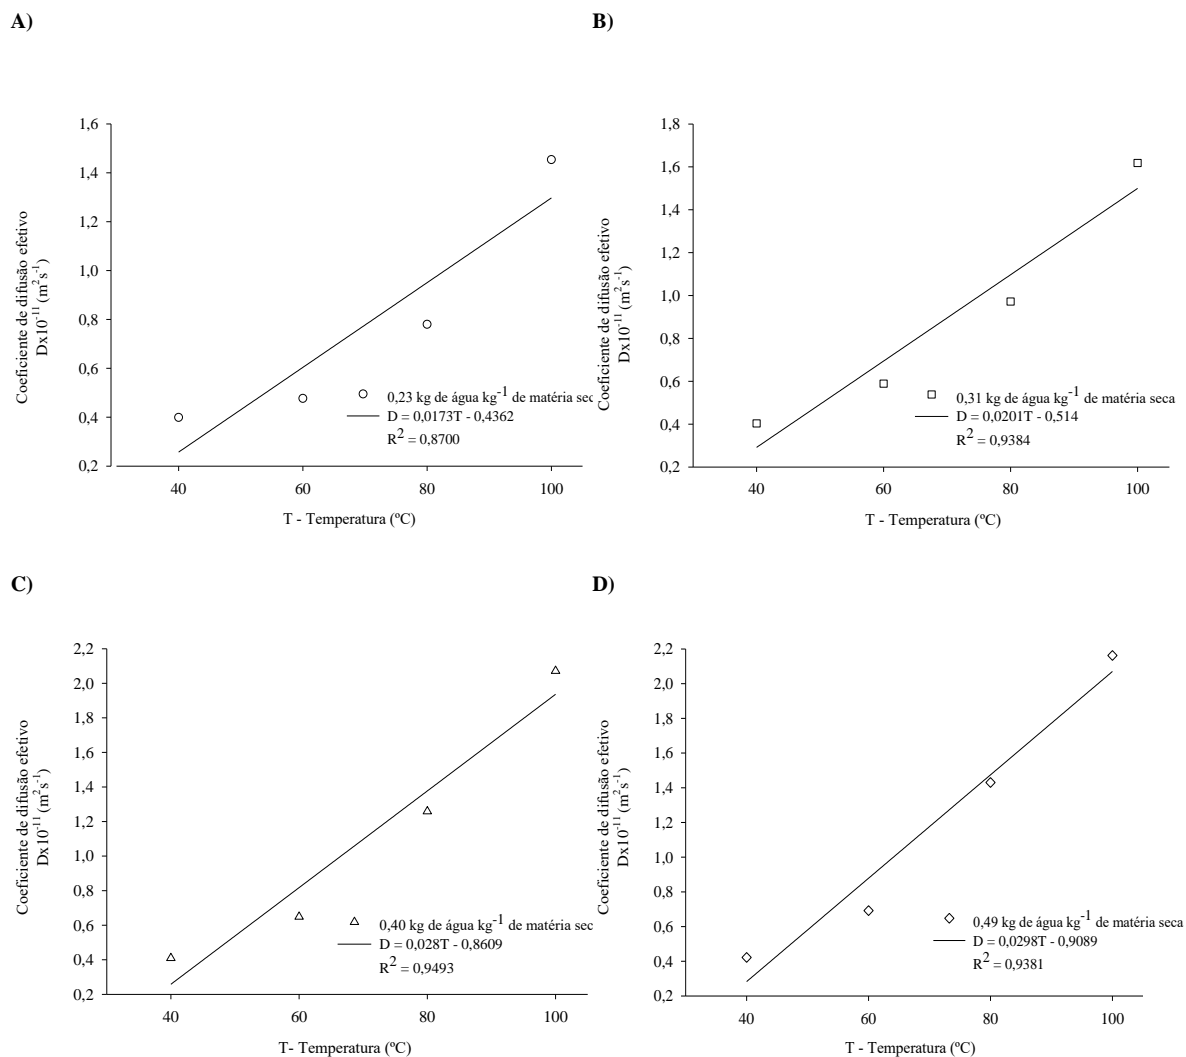 A)
1,6
1,4
1,2
1,0
0,8
0,6
0,4
0,2
40 60 80 100
T - Temperatura (ºC)
Coeficiente de difusão efetivo
Dx10⁻¹¹ (m²s⁻¹)
0,23 kg de água kg⁻¹ de matéria sec
D = 0,0173T - 0,4362
R² = 0,8700
B)
1,8
1,6
1,4
1,2
1,0
0,8
0,6
0,4
0,2
40 60 80 100
T - Temperatura (ºC)
Coeficiente de difusão efetivo
Dx10⁻¹¹ (m²s⁻¹)
0,31 kg de água kg⁻¹ de matéria seca
D = 0,0201T - 0,514
R² = 0,9384
C)
2,2
2,0
1,8
1,6
1,4
1,2
1,0
0,8
0,6
0,4
0,2
40 60 80 100
T- Temperatura (ºC)
Coeficiente de difusão efetivo
Dx10⁻¹¹ (m²s⁻¹)
0,40 kg de água kg⁻¹ de matéria sec
D = 0,028T - 0,8609
R² = 0,9493
D)
2,2
2,0
1,8
1,6
1,4
1,2
1,0
0,8
0,6
0,4
0,2
40 60 80 100
T - Temperatura (ºC)
Coeficiente de difusão efetivo
Dx10⁻¹¹ (m²s⁻¹)
0,49 kg de água kg⁻¹ de matéria seca
D = 0,0298T - 0,9089
R² = 0,9381